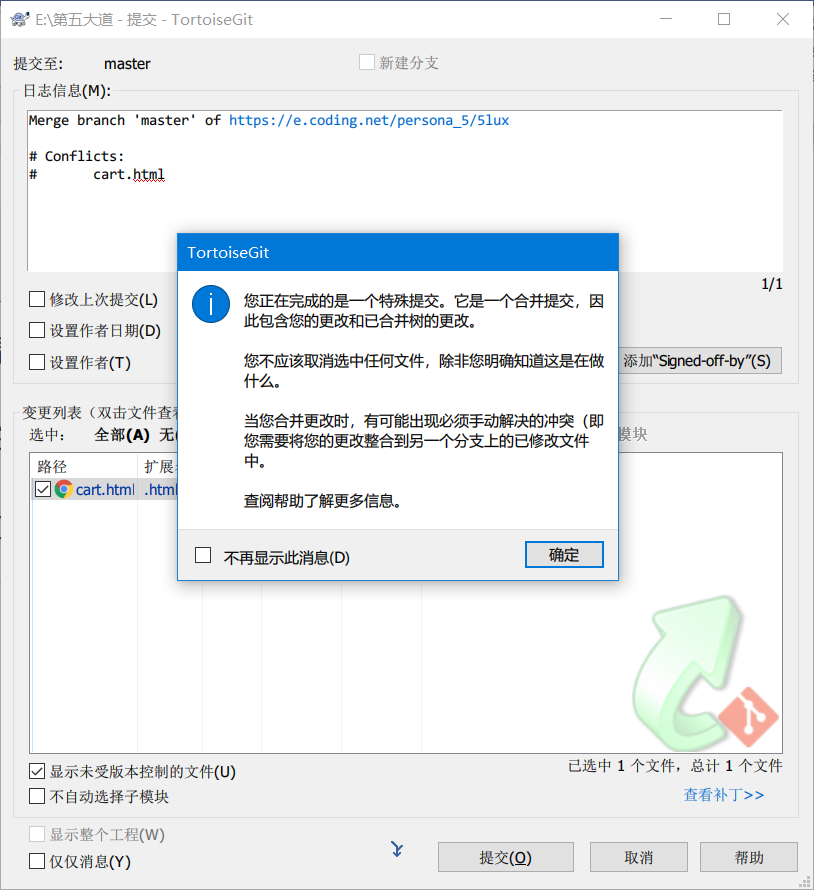 E:\第五大道 - 提交 - TortoiseGit
提交至: master 新建分支
日志信息(M):
Merge branch 'master' of https://e.coding.net/persona_5/5lux
# Conflicts:
# cart.html
1/1
修改上次提交(L)
设置作者日期(D)
设置作者(T)
添加“Signed-off-by”(S)
TortoiseGit
您正在完成的是一个特殊提交。它是一个合并提交，因
此包含您的更改和已合并树的更改。
您不应该取消选中任何文件，除非您明确知道这是在做
什么。
当您合并更改时，有可能出现必须手动解决的冲突（即
您需要将您的更改整合到另一个分支上的已修改文件
中。
查阅帮助了解更多信息。
不再显示此消息(D)
确定
变更列表（双击文件查看
选中: 全部(A) 无(
模块
路径 扩展
cart.html .html
显示未受版本控制的文件(U)
已选中 1 个文件，总计 1 个文件
不自动选择子模块
查看补丁>>
显示整个工程(W)
仅仅消息(Y)
提交(O) 取消 帮助